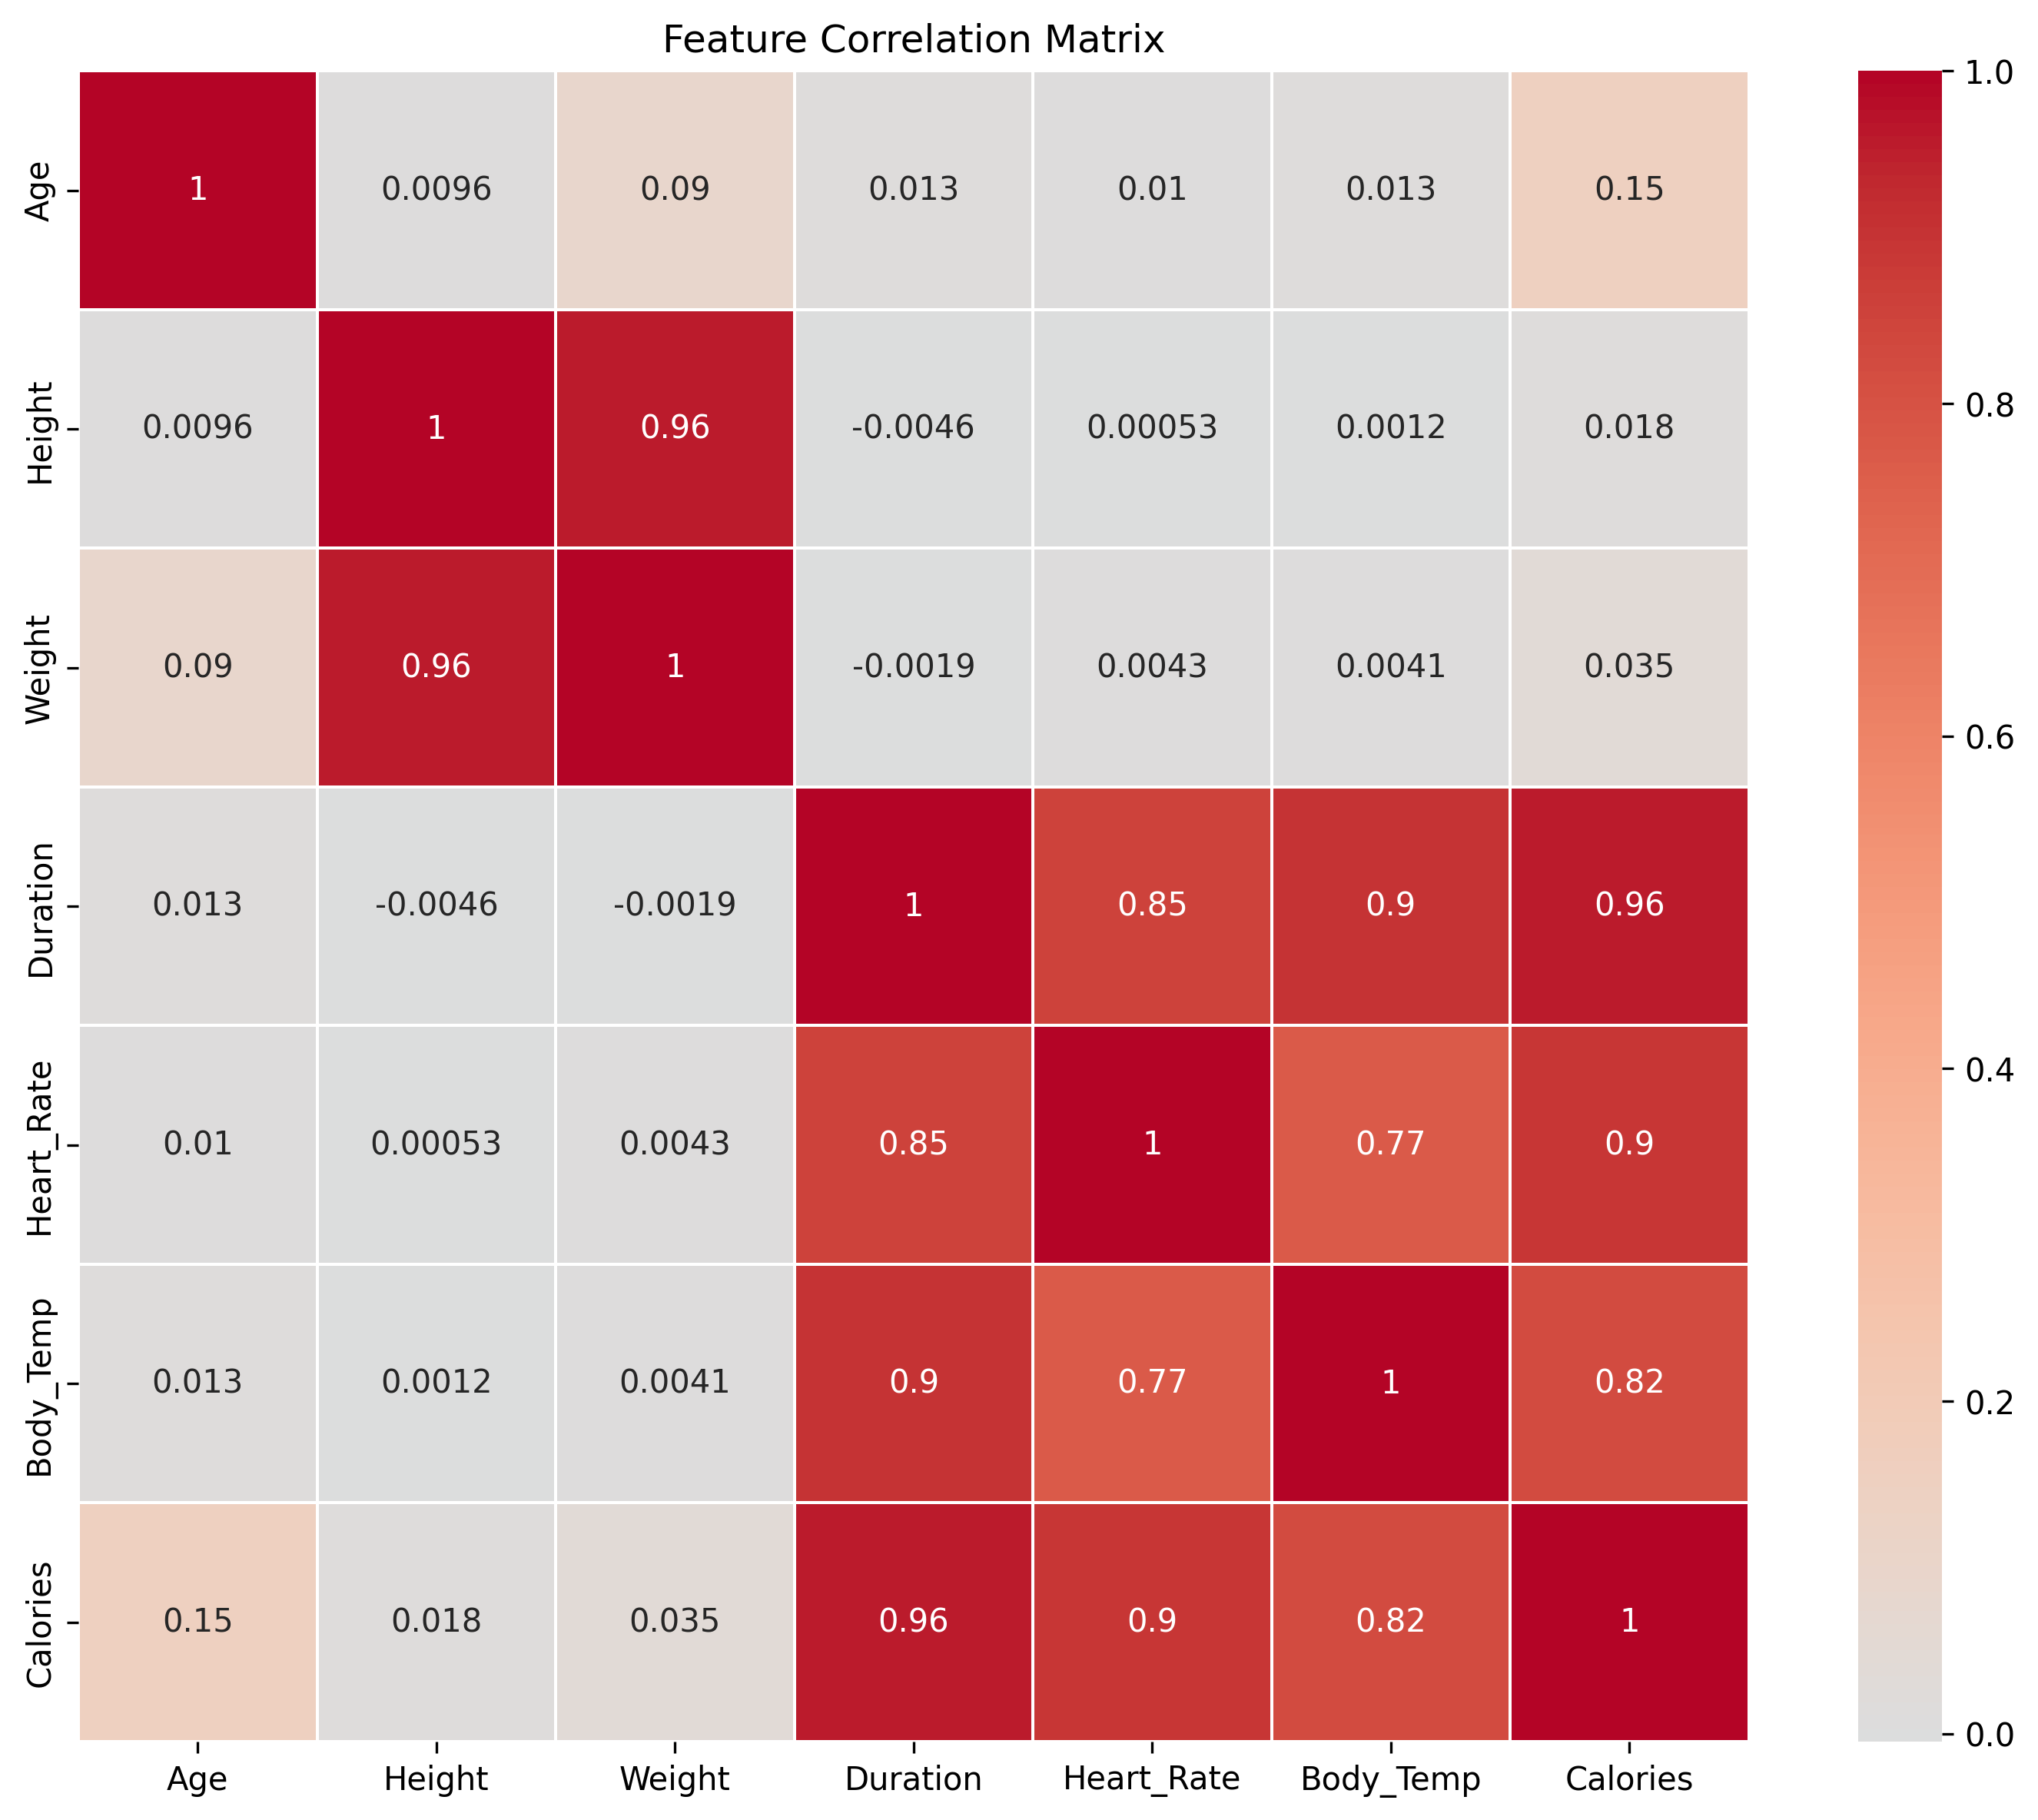 Feature Correlation Matrix
Age 1 0.0096 0.09 0.013 0.01 0.013 0.15
Height 0.0096 1 0.96 -0.0046 0.00053 0.0012 0.018
Weight 0.09 0.96 1 -0.0019 0.0043 0.0041 0.035
Duration 0.013 -0.0046 -0.0019 1 0.85 0.9 0.96
Heart_Rate 0.01 0.00053 0.0043 0.85 1 0.77 0.9
Body_Temp 0.013 0.0012 0.0041 0.9 0.77 1 0.82
Calories 0.15 0.018 0.035 0.96 0.9 0.82 1
Age Height Weight Duration Heart_Rate Body_Temp Calories
1.0
0.8
0.6
0.4
0.2
0.0